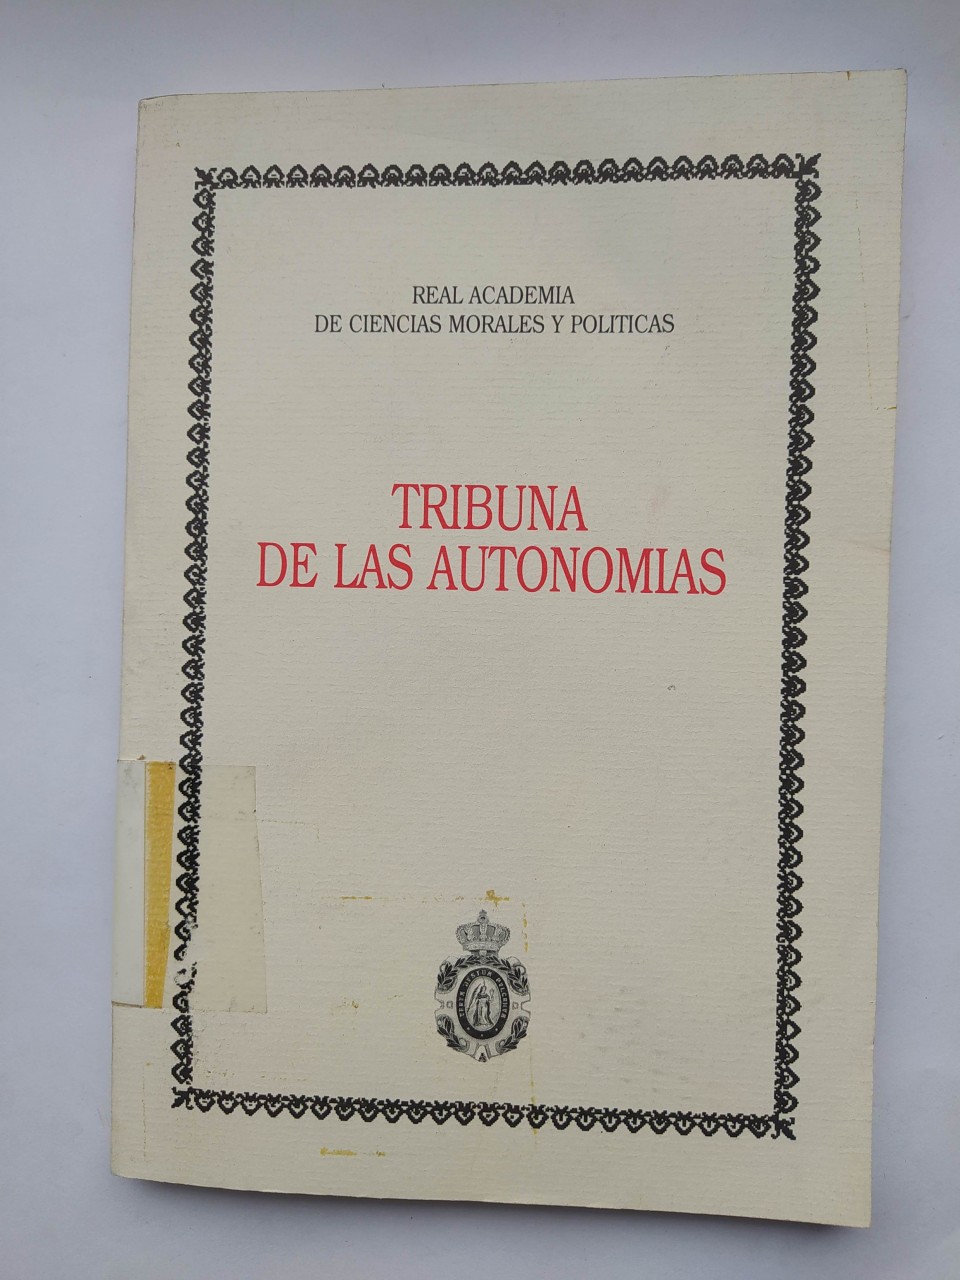 REAL ACADEMIA
DE CIENCIAS MORALES Y POLITICAS
TRIBUNA
DE LAS AUTONOMIAS